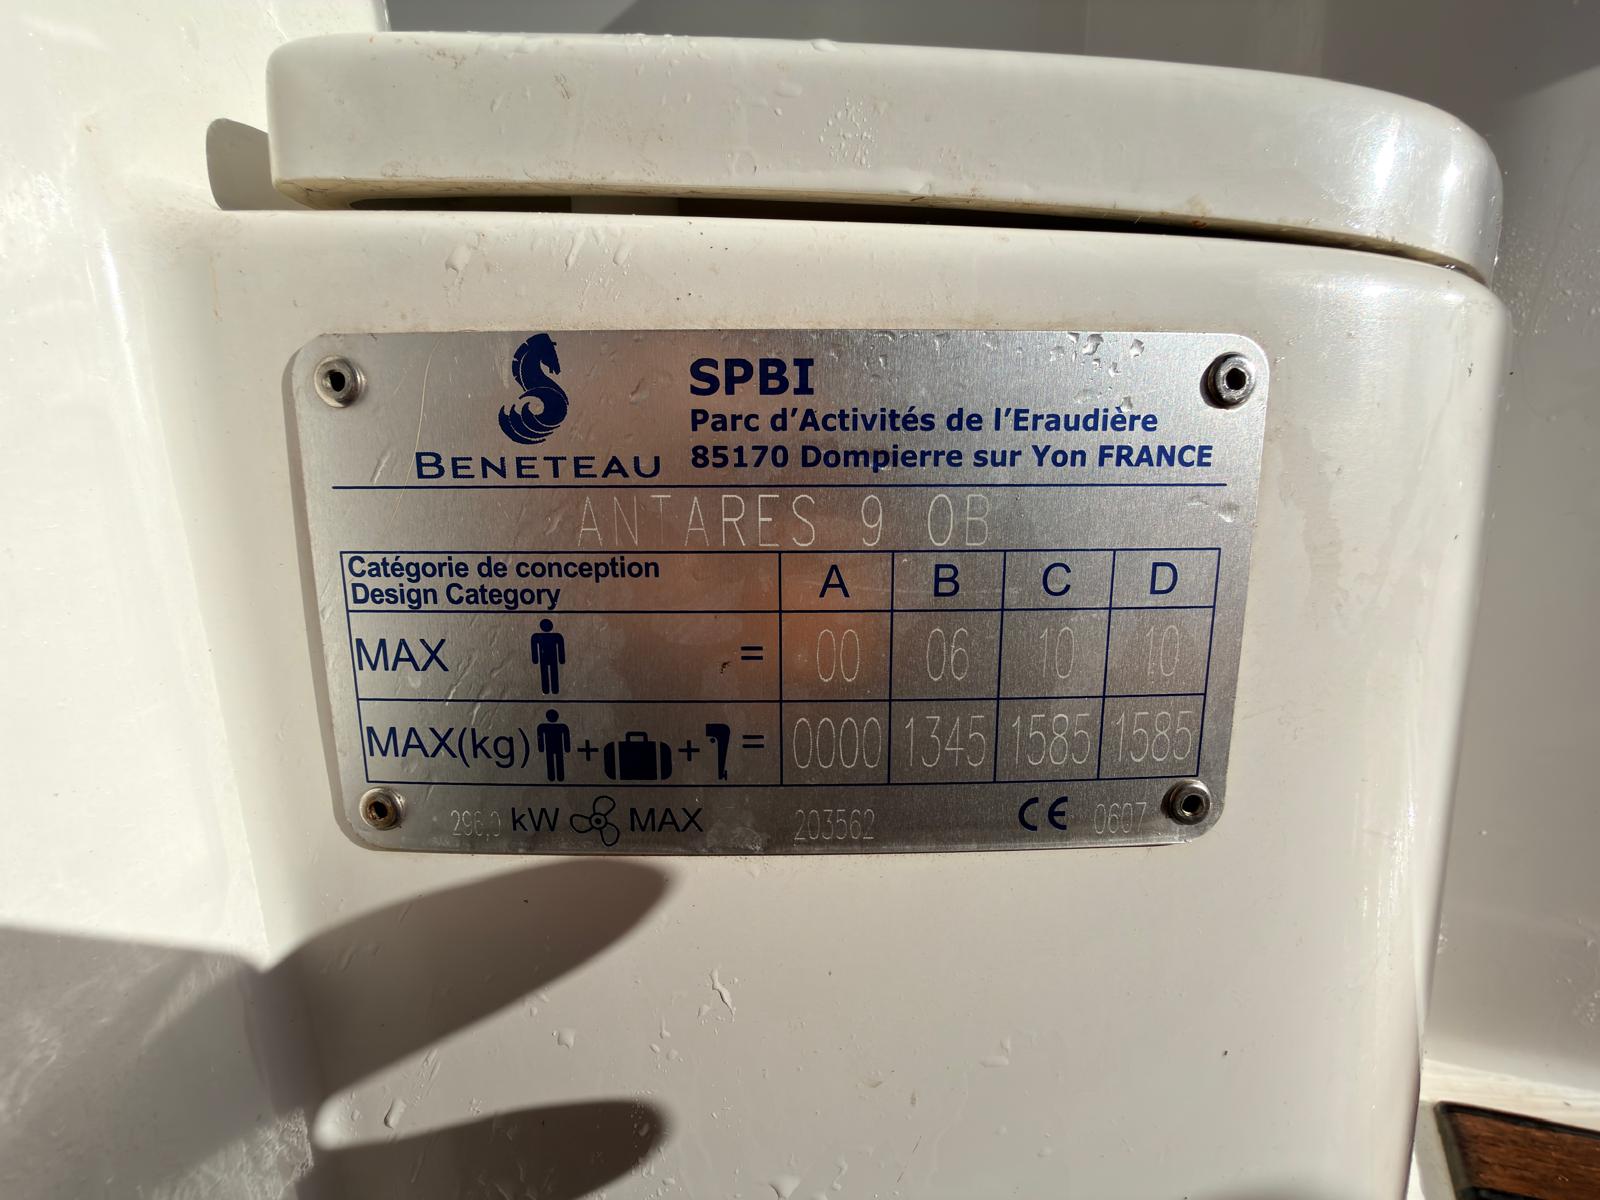 SPBI
Parc d'Activités de l'Eraudière
BENETEAU 85170 Dompierre sur Yon FRANCE
ANTARES 9 OB
Catégorie de conception
Design Category A B C D
MAX = 00 06 10 10
MAX(kg) + + = 0000 1345 1585 1585
kW MAX 203562 CE 0607